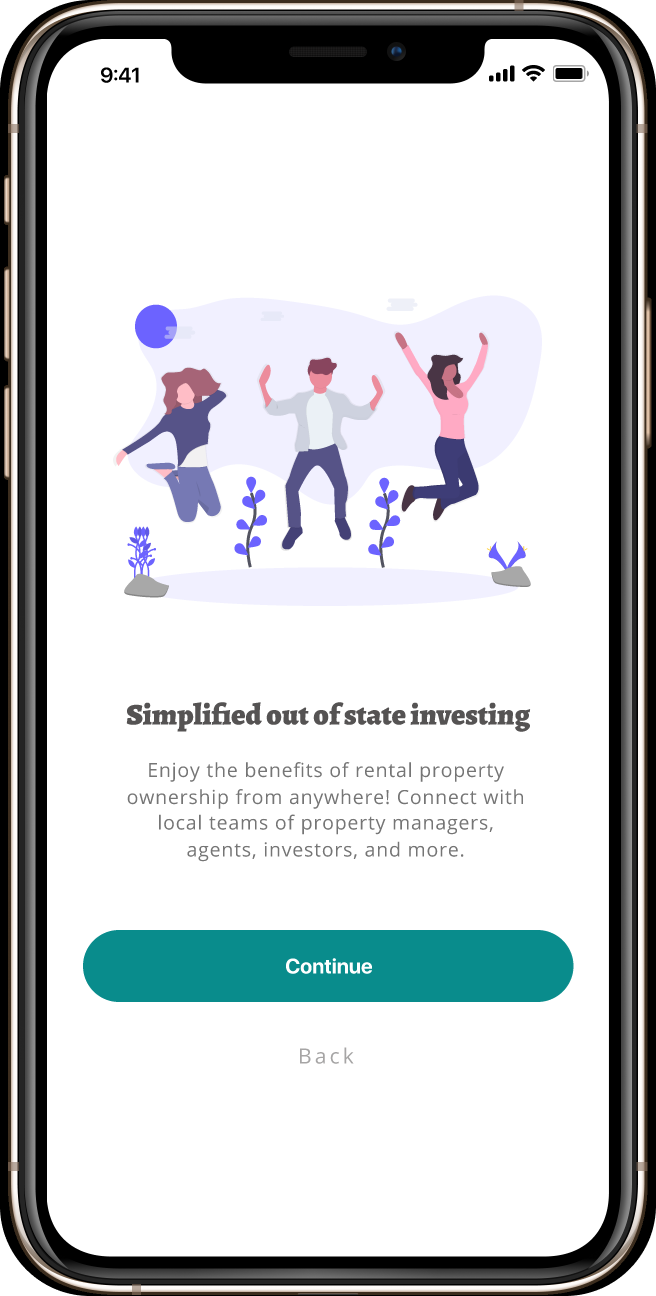 9:41
Simplified out of state investing
Enjoy the benefits of rental property
ownership from anywhere! Connect with
local teams of property managers,
agents, investors, and more.
Continue
Back